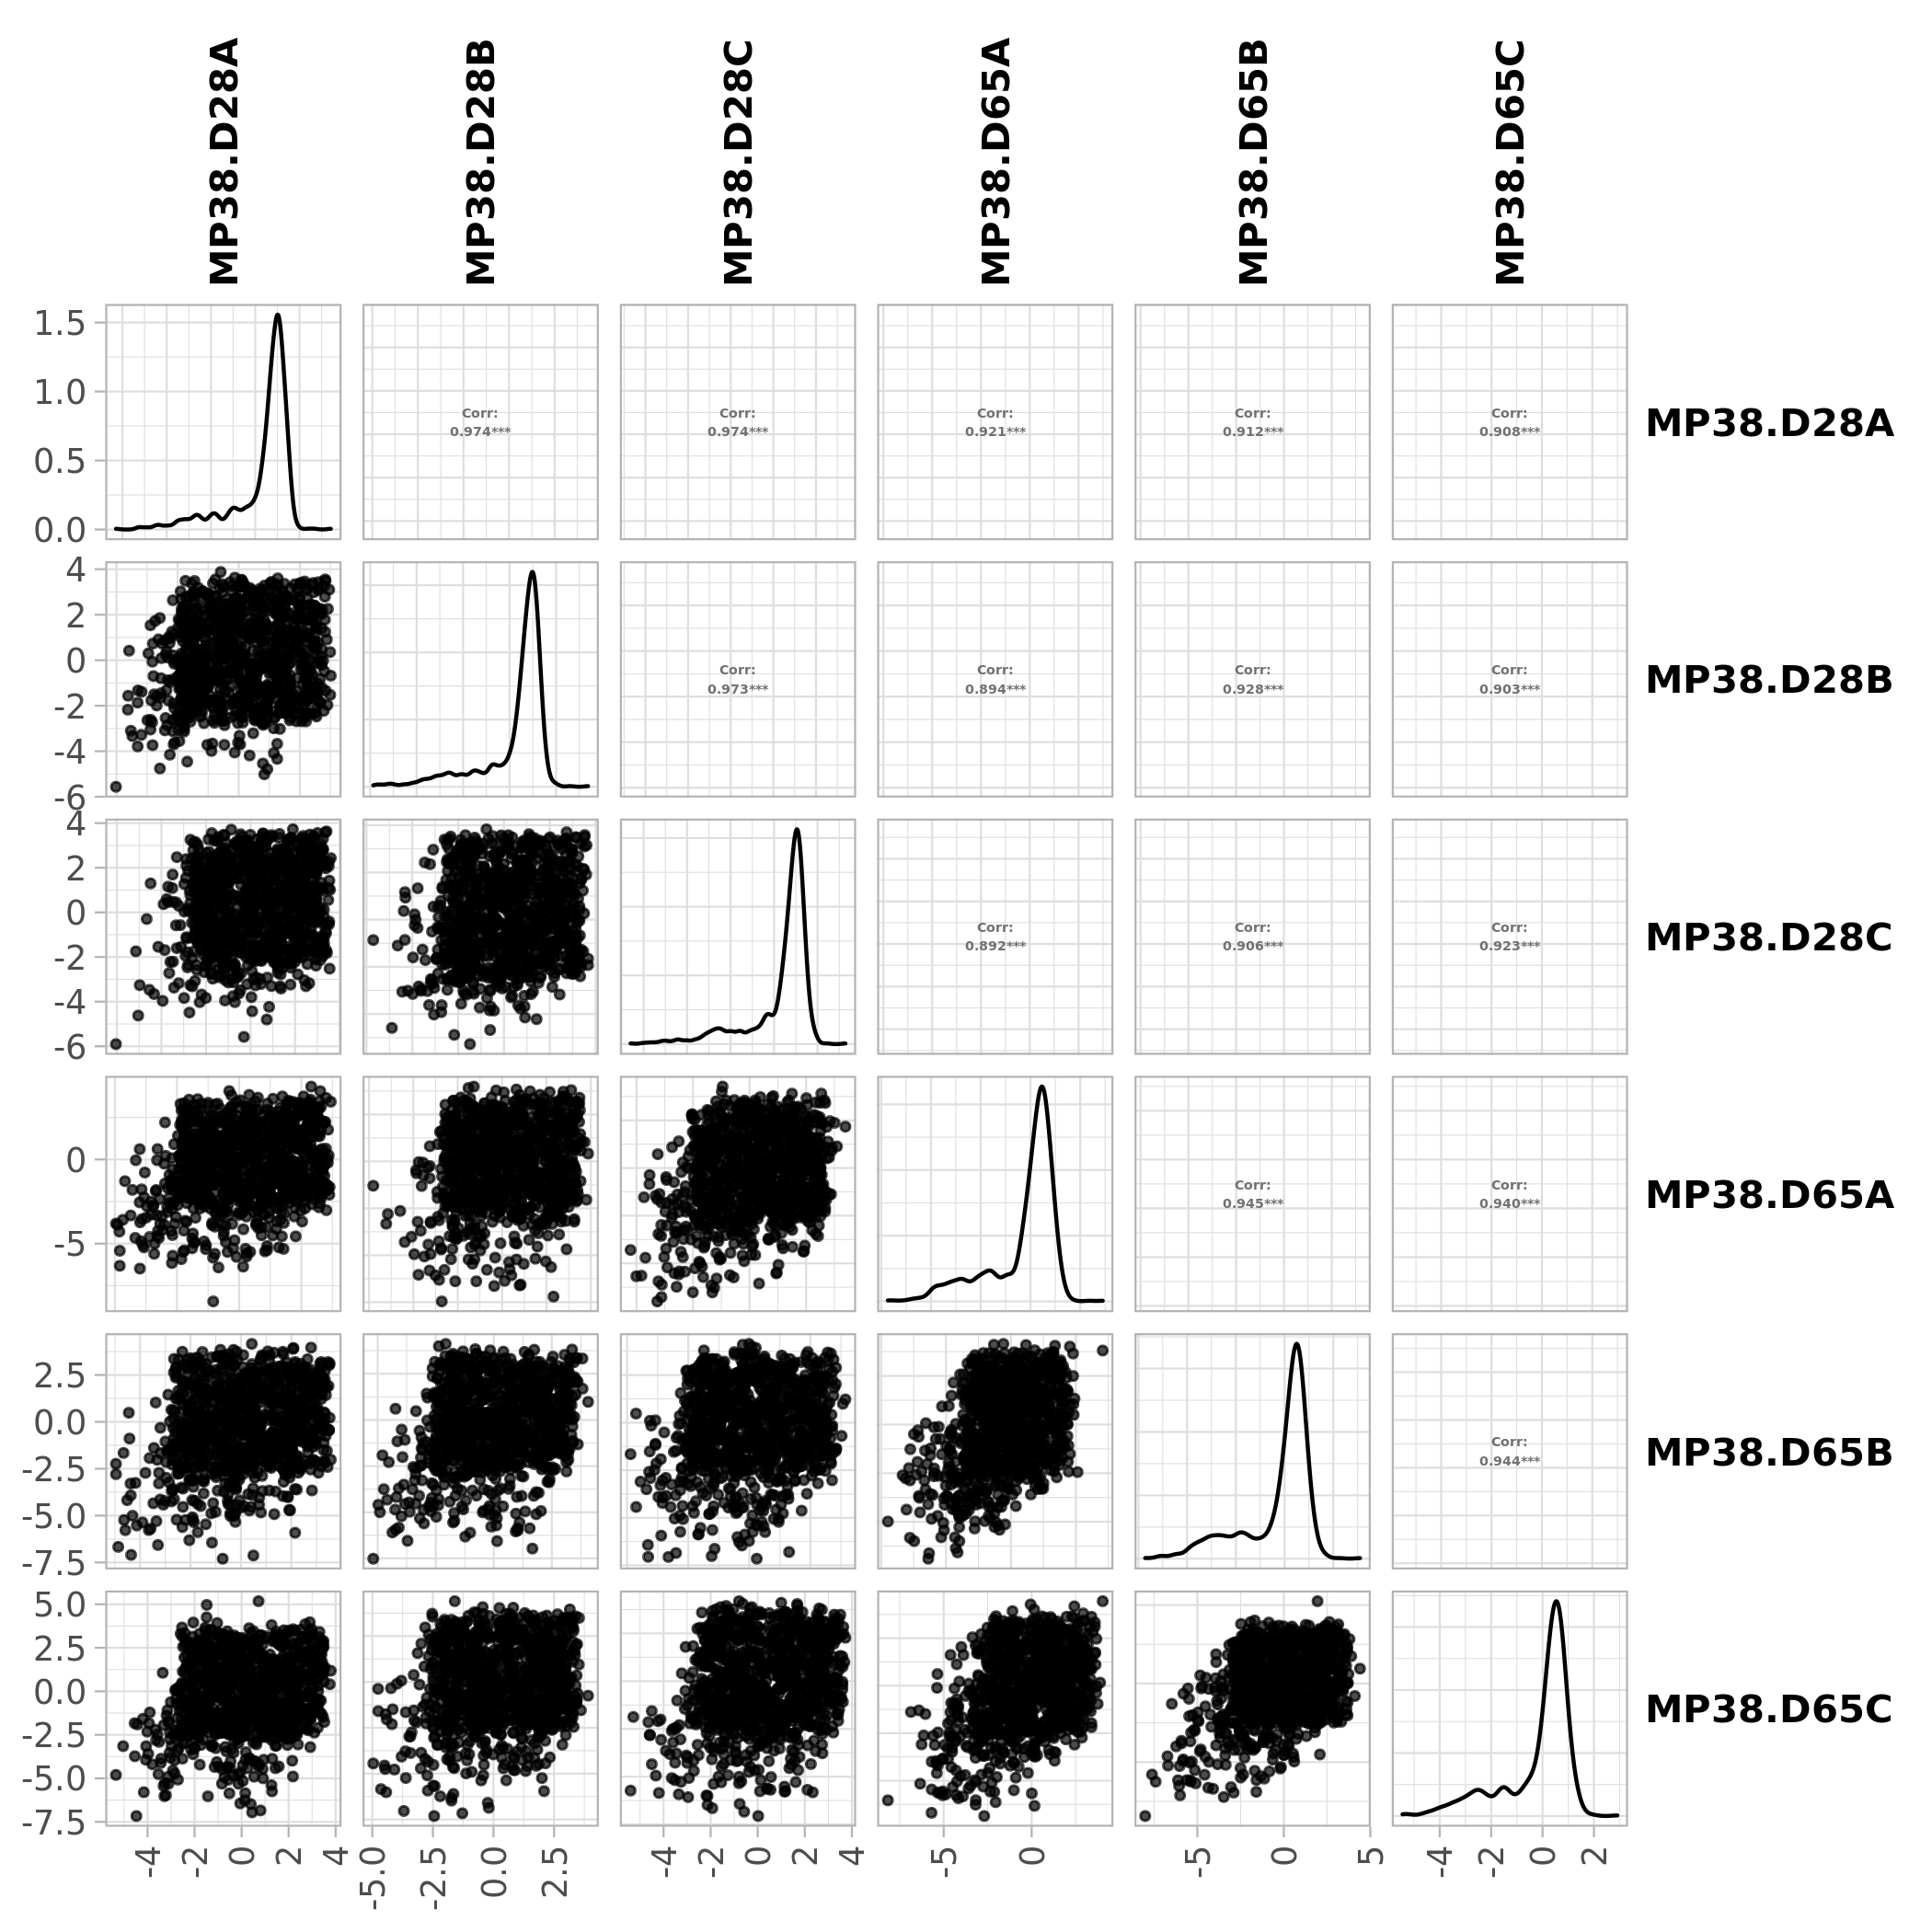 MP38.D28A
MP38.D28B
MP38.D28C
MP38.D65A
MP38.D65B
MP38.D65C
1.5
1.0
0.5
0.0
Corr:
0.974***
Corr:
0.974***
Corr:
0.921***
Corr:
0.912***
Corr:
0.908***
MP38.D28A
4
2
0
-2
-4
-6
Corr:
0.973***
Corr:
0.894***
Corr:
0.928***
Corr:
0.903***
MP38.D28B
4
2
0
-2
-4
-6
Corr:
0.892***
Corr:
0.906***
Corr:
0.923***
MP38.D28C
0
-5
Corr:
0.945***
Corr:
0.940***
MP38.D65A
2.5
0.0
-2.5
-5.0
-7.5
Corr:
0.944***
MP38.D65B
5.0
2.5
0.0
-2.5
-5.0
-7.5
MP38.D65C
-4
-2
0
2
4
-5.0
-2.5
0.0
2.5
-4
-2
0
2
4
-5
0
-5
0
5
-4
-2
0
2